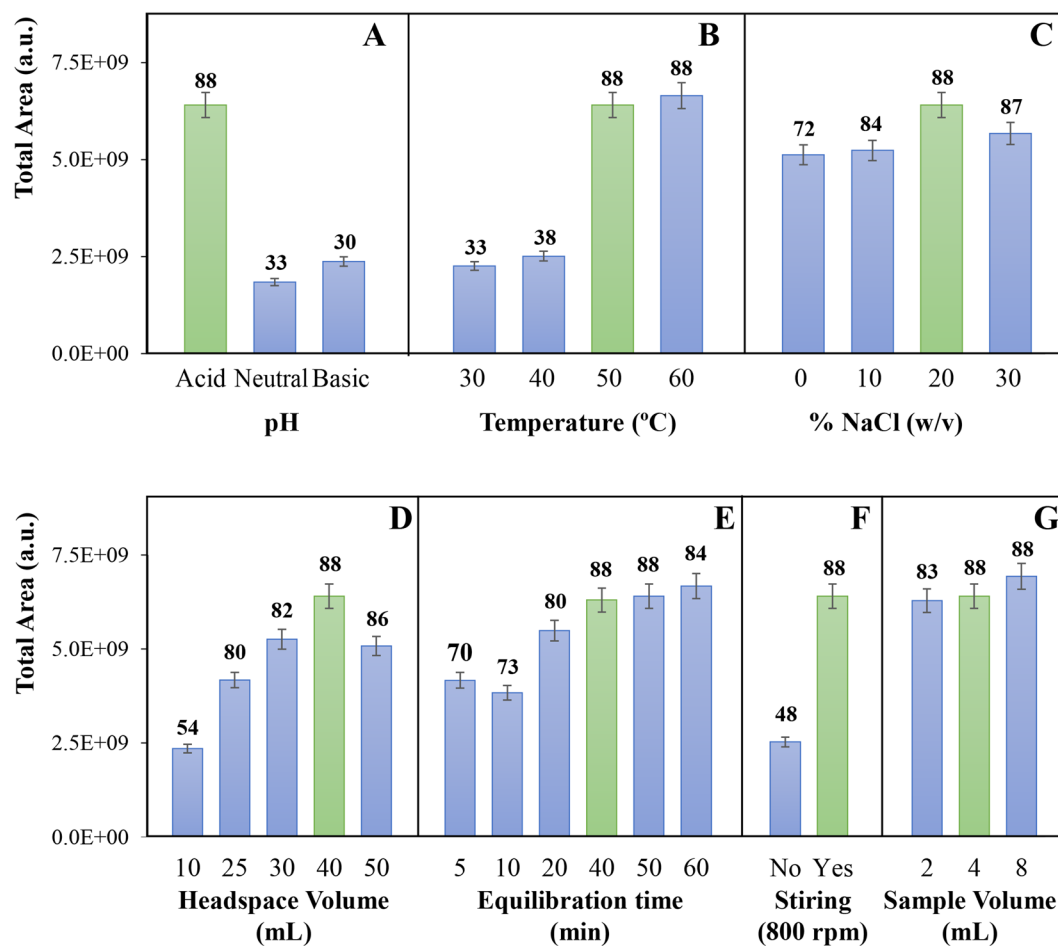 A B C
Total Area (a.u.)
7.5E+09
5.0E+09
2.5E+09
0.0E+00
88 33 30
33 38 88 88
72 84 88 87
Acid Neutral Basic
30 40 50 60
0 10 20 30
pH
Temperature (ºC)
% NaCl (w/v)
D E F G
Total Area (a.u.)
7.5E+09
5.0E+09
2.5E+09
0.0E+00
54 80 82 88 86
70 73 80 88 88 84
48 88
83 88 88
10 25 30 40 50
5 10 20 40 50 60
No Yes
2 4 8
Headspace Volume
(mL)
Equilibration time
(min)
Stiring
(800 rpm)
Sample Volume
(mL)